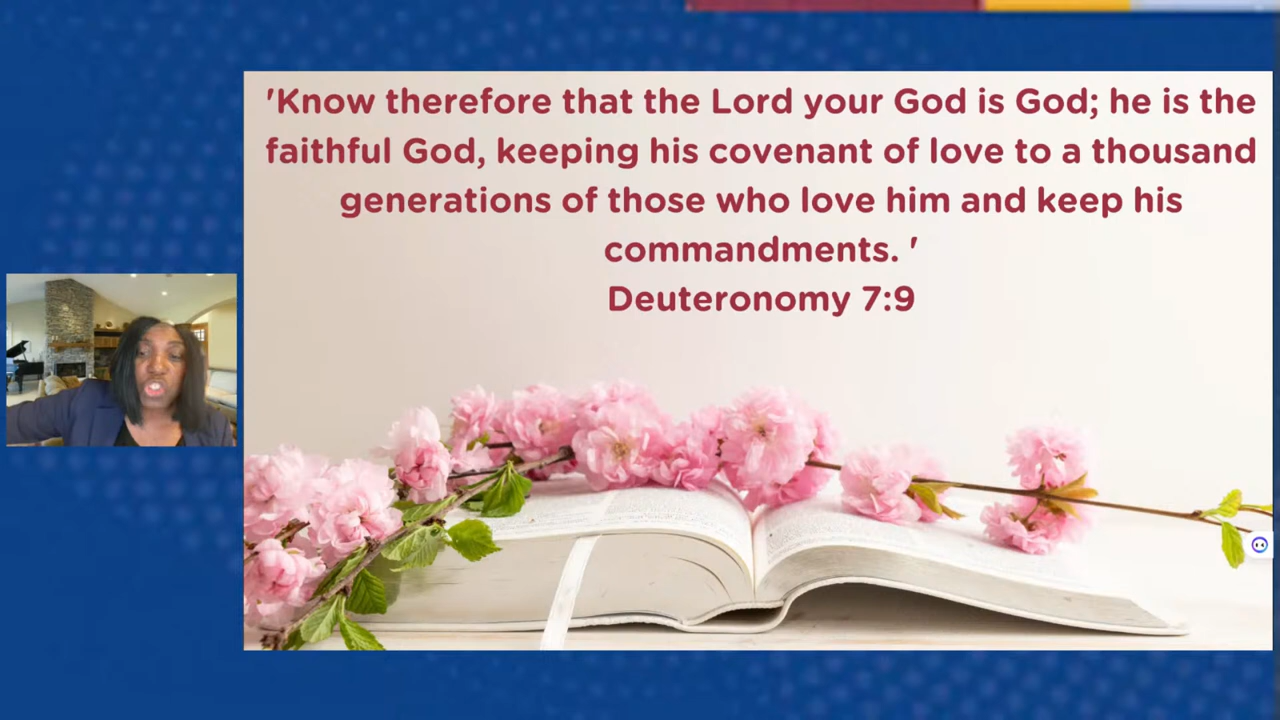 'Know therefore that the Lord your God is God; he is the
faithful God, keeping his covenant of love to a thousand
generations of those who love him and keep his
commandments. '
Deuteronomy 7:9